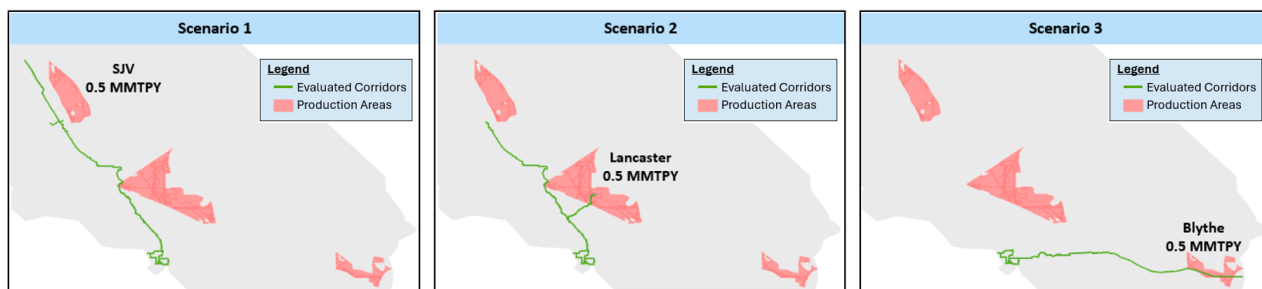 Scenario 1
SJV
0.5 MMTPY
Legend
Evaluated Corridors
Production Areas
Scenario 2
Legend
Evaluated Corridors
Production Areas
Lancaster
0.5 MMTPY
Scenario 3
Legend
Evaluated Corridors
Production Areas
Blythe
0.5 MMTPY